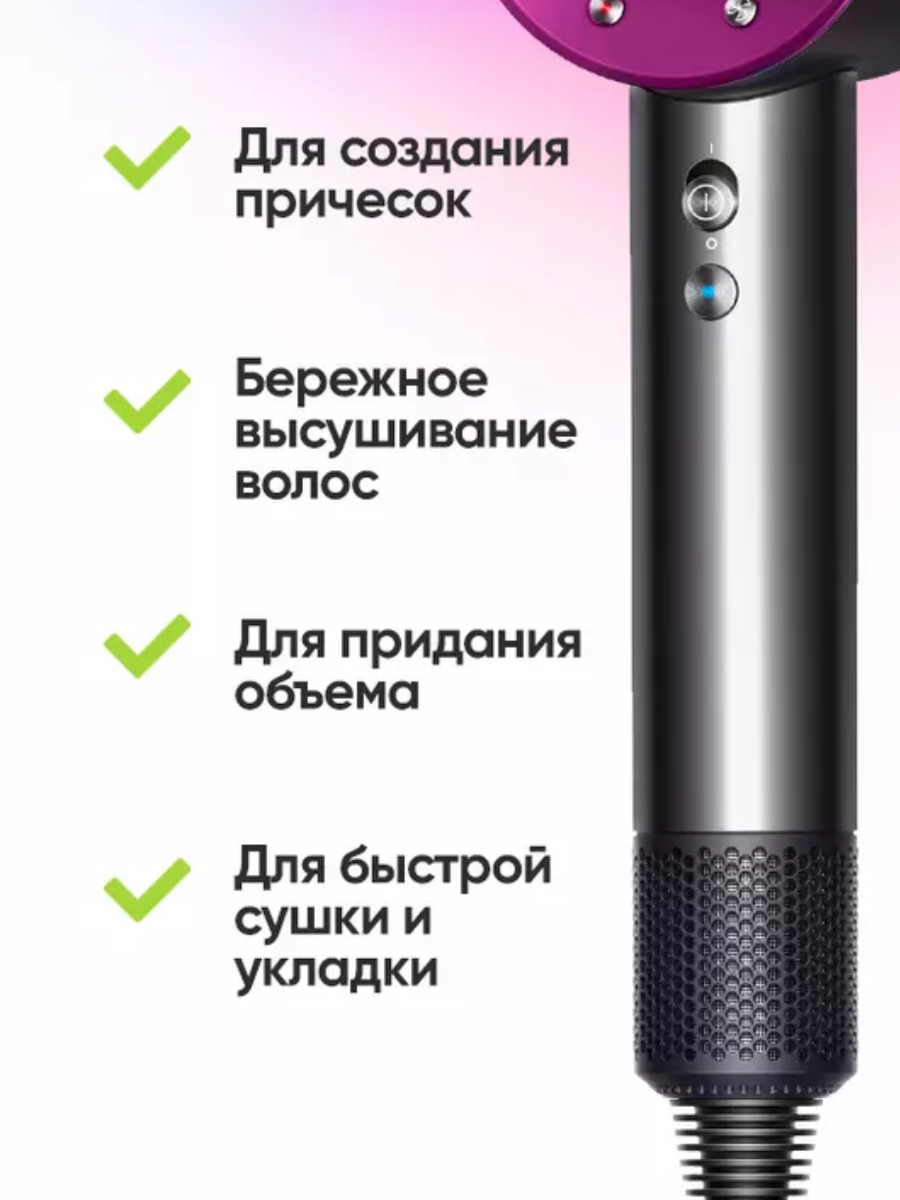 Для создания
причесок
Бережное
высушивание
волос
Для придания
объема
Для быстрой
сушки и
укладки